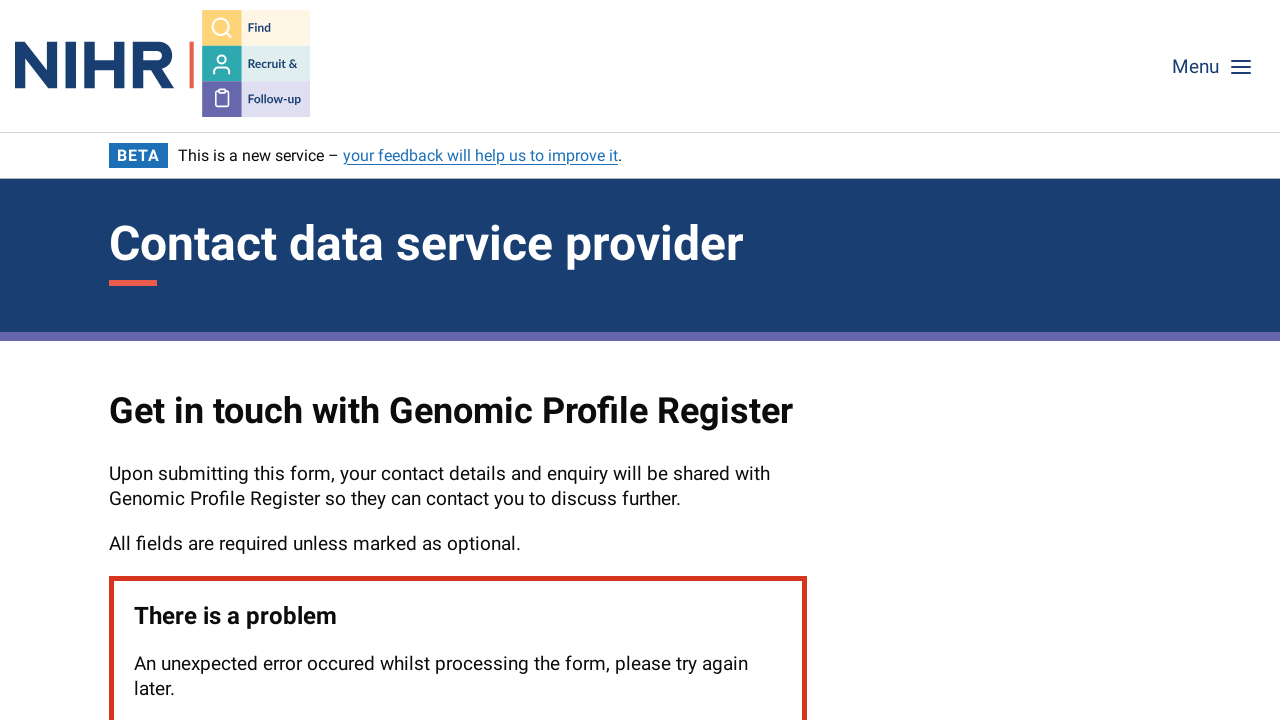 NIHR
Find
Recruit &
Follow-up
Menu
BETA This is a new service – your feedback will help us to improve it.
Contact data service provider
Get in touch with Genomic Profile Register
Upon submitting this form, your contact details and enquiry will be shared with
Genomic Profile Register so they can contact you to discuss further.
All fields are required unless marked as optional.
There is a problem
An unexpected error occured whilst processing the form, please try again
later.